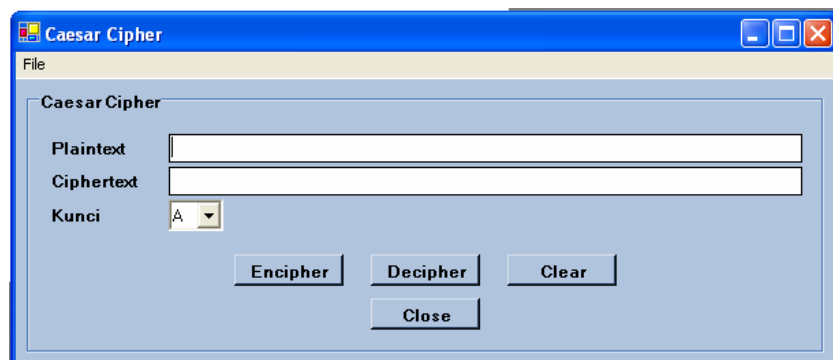 Caesar Cipher
File
Caesar Cipher
Plaintext
Ciphertext
Kunci A
Encipher Decipher Clear
Close